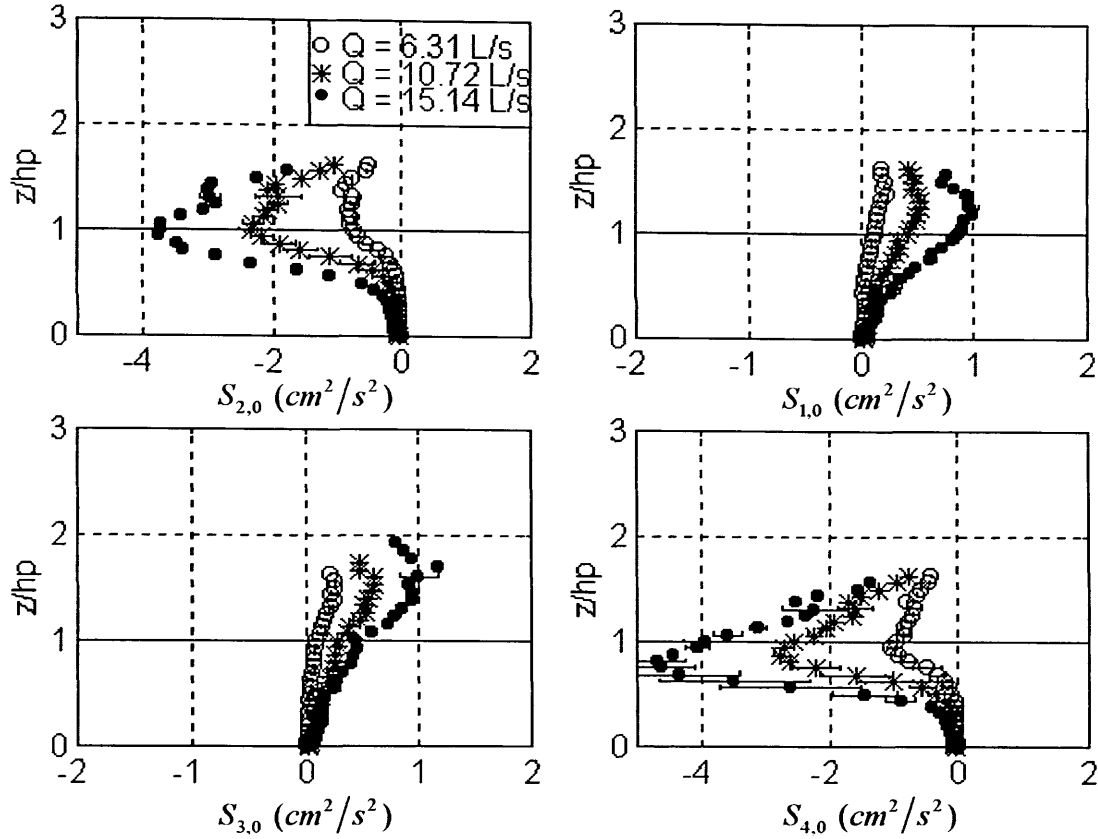 3
2
1
0
z/hp
O Q = 6.31 L/s
* Q = 10.72 L/s
● Q = 15.14 L/s
-4 -2 0 2
S2,0 (cm²/s²)
3
2
1
0
z/hp
-2 -1 0 1 2
S1,0 (cm²/s²)
3
2
1
0
z/hp
-2 -1 0 1 2
S3,0 (cm²/s²)
3
2
1
0
z/hp
-5 -4 -2 0 2
S4,0 (cm²/s²)